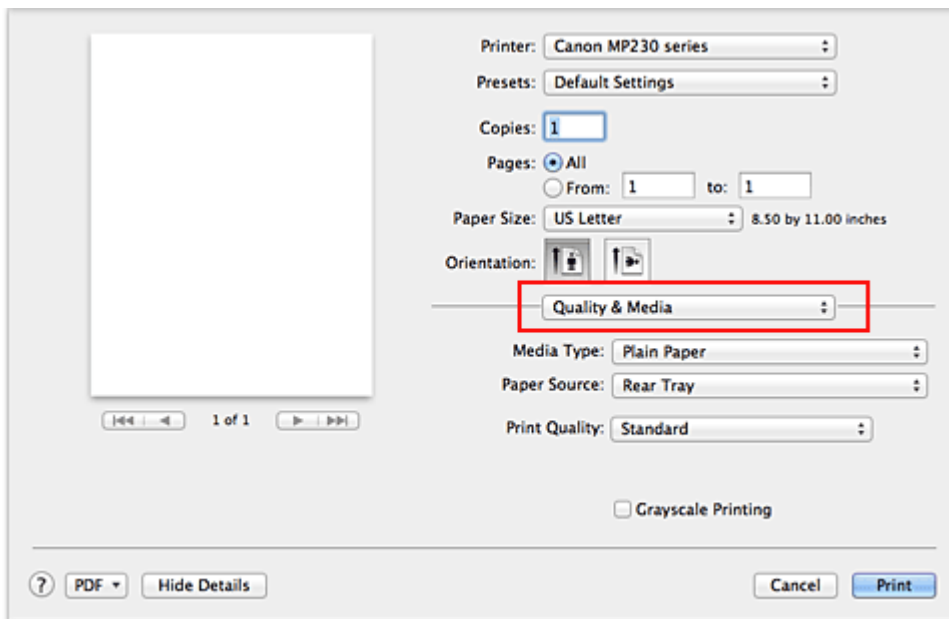 Printer: Canon MP230 series
Presets: Default Settings
Copies: 1
Pages: All
From: 1 to: 1
Paper Size: US Letter 8.50 by 11.00 inches
Orientation:
Quality & Media
Media Type: Plain Paper
Paper Source: Rear Tray
1 of 1
Print Quality: Standard
Grayscale Printing
? PDF Hide Details Cancel Print